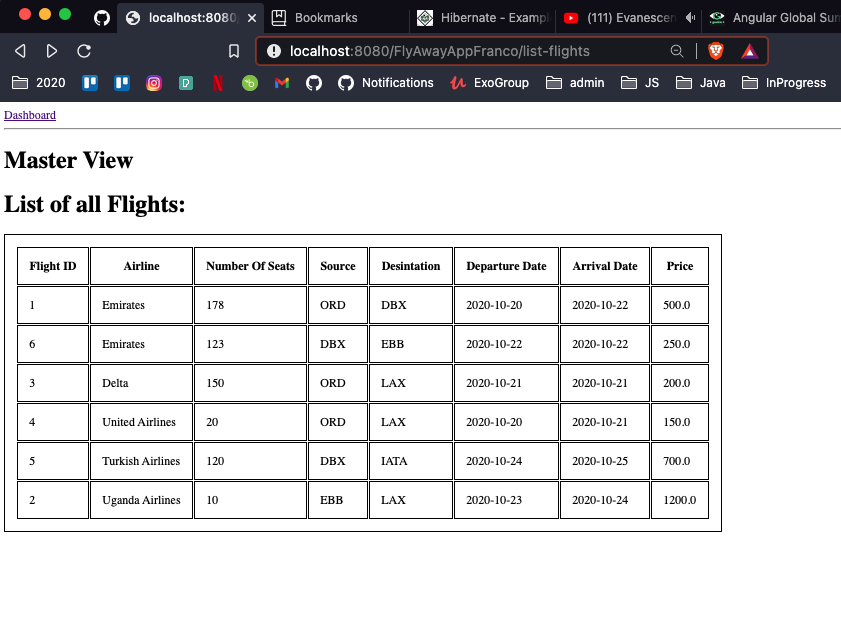 localhost:8080
Bookmarks
Hibernate - Exampl
(111) Evanescen
Angular Global Sum
localhost:8080/FlyAwayAppFranco/list-flights
2020
Notifications
ExoGroup
admin
JS
Java
InProgress
Dashboard
Master View
List of all Flights:
Flight ID Airline Number Of Seats Source Desintation Departure Date Arrival Date Price
1 Emirates 178 ORD DBX 2020-10-20 2020-10-22 500.0
6 Emirates 123 DBX EBB 2020-10-22 2020-10-22 250.0
3 Delta 150 ORD LAX 2020-10-21 2020-10-21 200.0
4 United Airlines 20 ORD LAX 2020-10-20 2020-10-21 150.0
5 Turkish Airlines 120 DBX IATA 2020-10-24 2020-10-25 700.0
2 Uganda Airlines 10 EBB LAX 2020-10-23 2020-10-24 1200.0